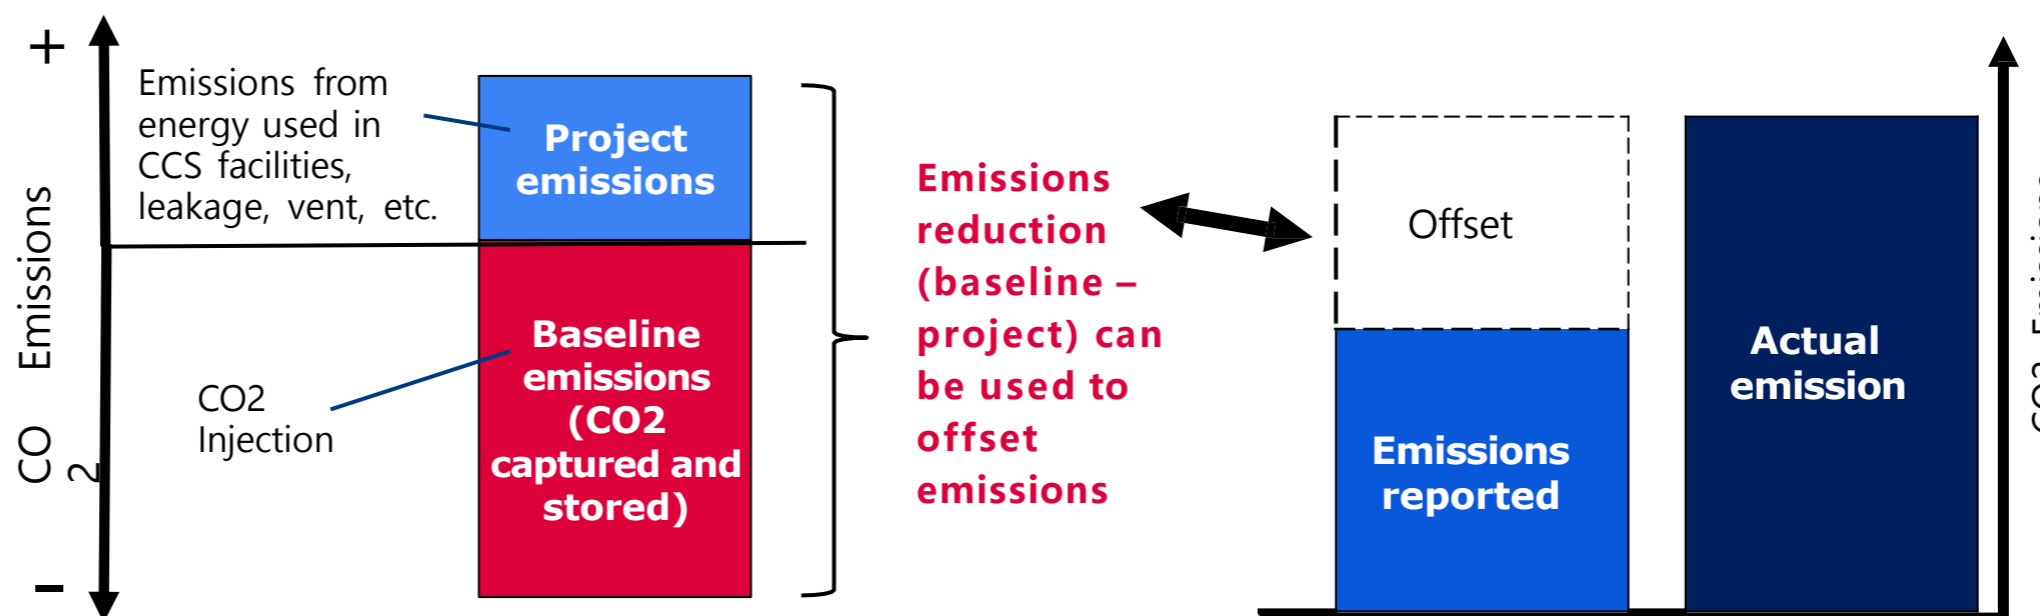 +
Emissions from
energy used in
CCS facilities,
leakage, vent, etc.
Project
emissions
CO2 Emissions
Baseline
emissions
(CO2
captured and
stored)
CO2
Injection
–
Emissions
reduction
(baseline –
project) can
be used to
offset
emissions
Offset
Emissions
reported
Actual
emission